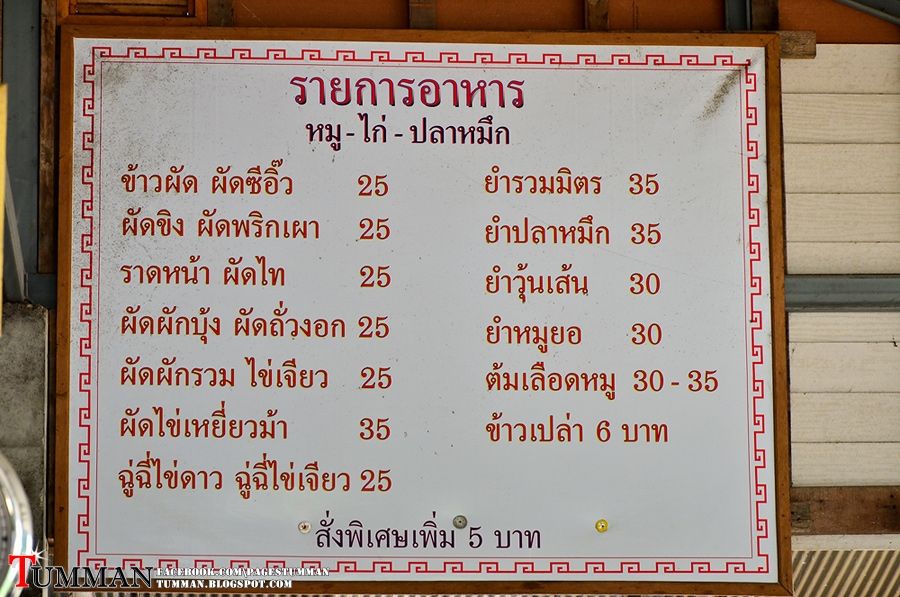 รายการอาหาร
หมู - ไก่ - ปลาหมึก
ข้าวผัด ผัดซีอิ๊ว 25
ผัดขิง ผัดพริกเผา 25
ราดหน้า ผัดไท 25
ผัดผักบุ้ง ผัดถั่วงอก 25
ผัดผักรวม ไข่เจียว 25
ผัดไข่เหยี่ยวม้า 35
ฉู่ฉี่ไข่ดาว ฉู่ฉี่ไข่เจียว 25
ยำรวมมิตร 35
ยำปลาหมึก 35
ยำวุ้นเส้น 30
ยำหมูยอ 30
ต้มเลือดหมู 30 - 35
ข้าวเปล่า 6 บาท
สั่งพิเศษเพิ่ม 5 บาท
TUMMAN
FACEBOOK.COM/PAGESTUMMAN
TUMMAN.BLOGSPOT.COM